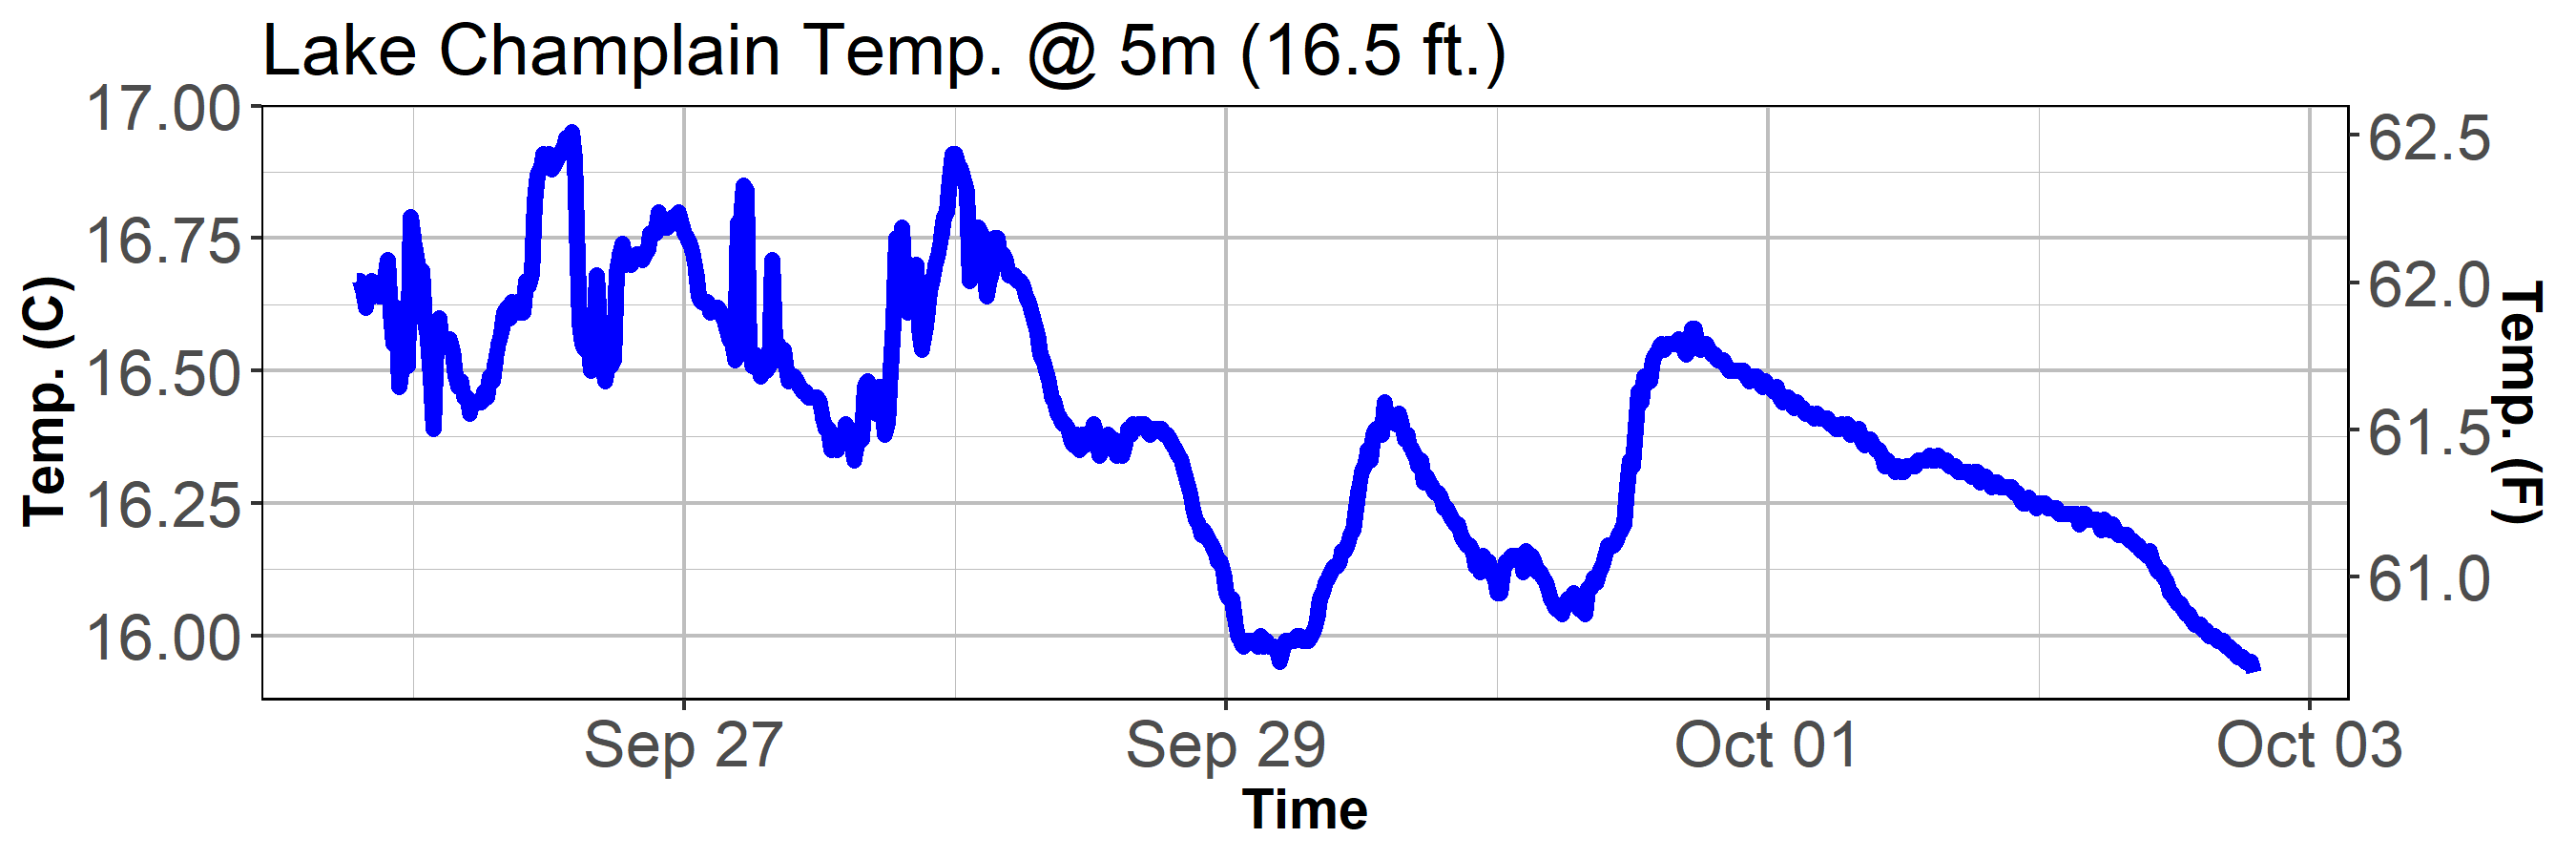 Lake Champlain Temp. @ 5m (16.5 ft.)
17.00
16.75
16.50
16.25
16.00
Temp. (C)
62.5
62.0
61.5
61.0
Temp. (F)
Sep 27
Sep 29
Oct 01
Oct 03
Time